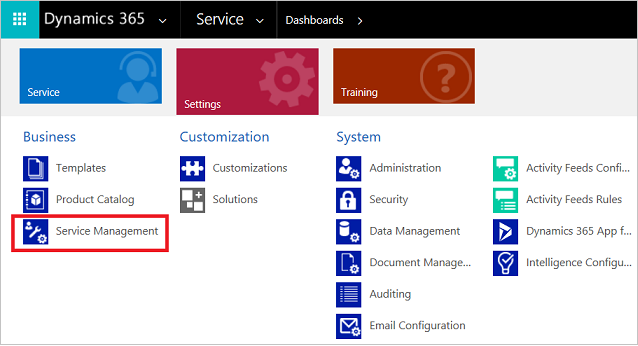 Dynamics 365
Service
Dashboards
Service
Settings
Training
Business
Templates
Product Catalog
Service Management
Customization
Customizations
Solutions
System
Administration
Security
Data Management
Document Manage...
Auditing
Email Configuration
Activity Feeds Confi...
Activity Feeds Rules
Dynamics 365 App f...
Intelligence Configu...